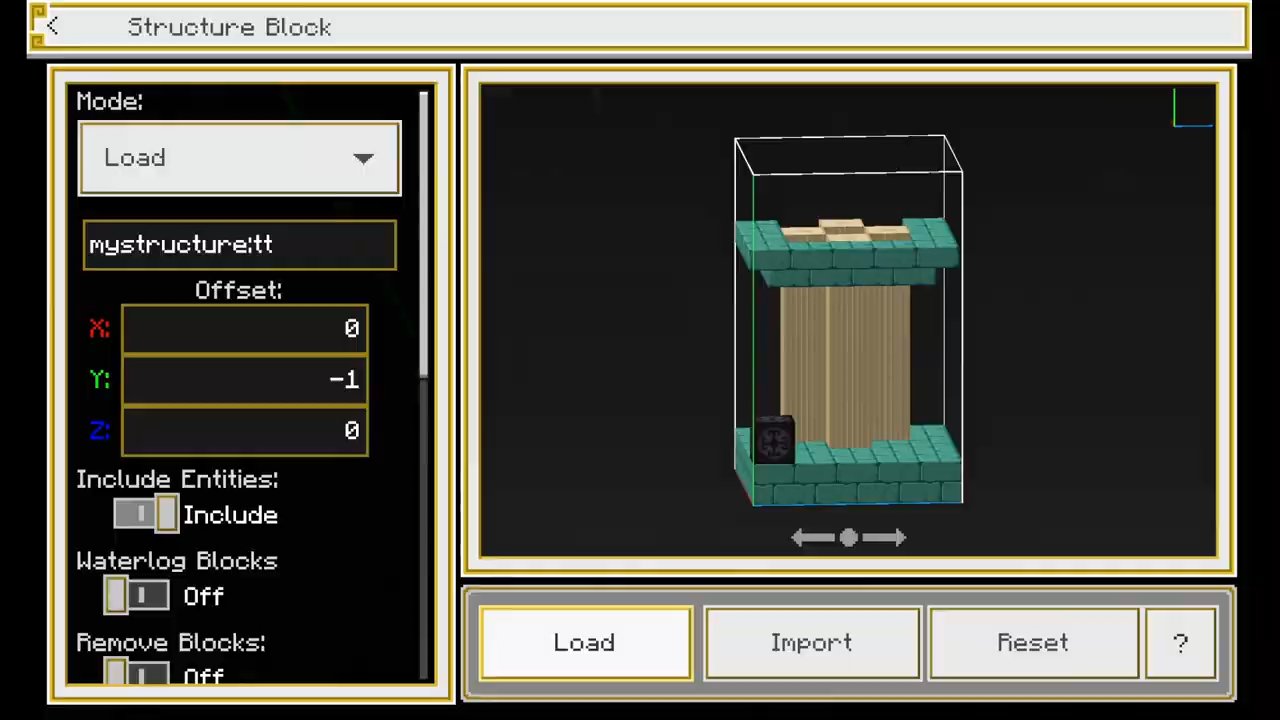 Structure Block
Mode:
Load
mystructure:tt
Offset:
X: 0
Y: -1
Z: 0
Include Entities:
Include
Waterlog Blocks
Off
Remove Blocks:
Off
Load
Import
Reset
?